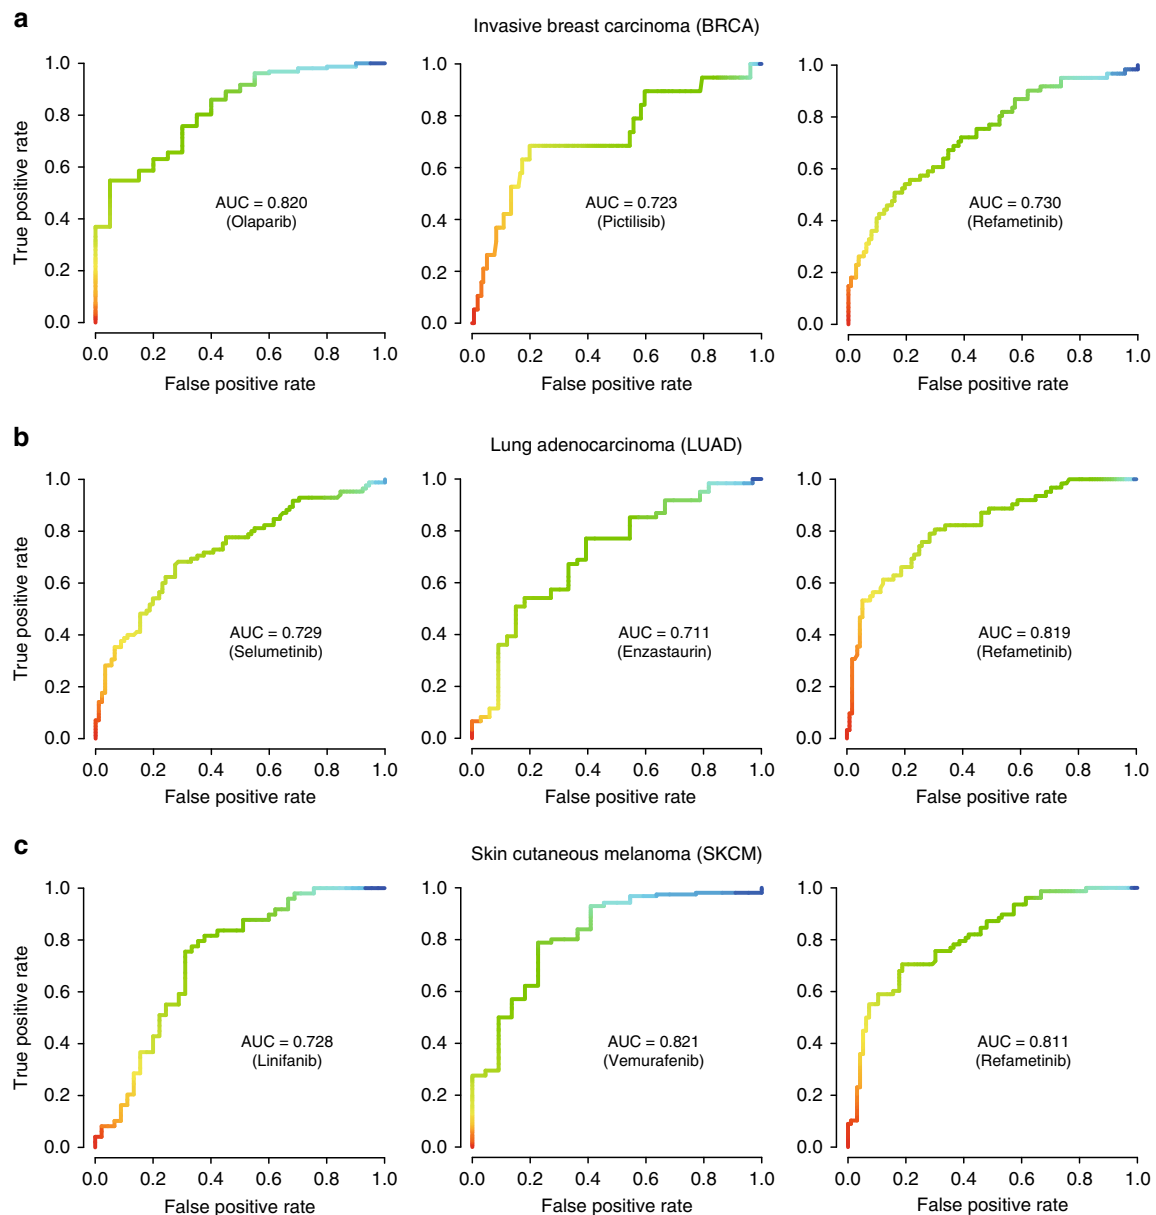 a
Invasive breast carcinoma (BRCA)
True positive rate
1.0
0.8
0.6
0.4
0.2
0.0
AUC = 0.820
(Olaparib)
0.0 0.2 0.4 0.6 0.8 1.0
False positive rate
1.0
0.8
0.6
0.4
0.2
0.0
AUC = 0.723
(Pictilisib)
0.0 0.2 0.4 0.6 0.8 1.0
False positive rate
1.0
0.8
0.6
0.4
0.2
0.0
AUC = 0.730
(Refametinib)
0.0 0.2 0.4 0.6 0.8 1.0
False positive rate
b
Lung adenocarcinoma (LUAD)
True positive rate
1.0
0.8
0.6
0.4
0.2
0.0
AUC = 0.729
(Selumetinib)
0.0 0.2 0.4 0.6 0.8 1.0
False positive rate
1.0
0.8
0.6
0.4
0.2
0.0
AUC = 0.711
(Enzastaurin)
0.0 0.2 0.4 0.6 0.8 1.0
False positive rate
1.0
0.8
0.6
0.4
0.2
0.0
AUC = 0.819
(Refametinib)
0.0 0.2 0.4 0.6 0.8 1.0
False positive rate
c
Skin cutaneous melanoma (SKCM)
True positive rate
1.0
0.8
0.6
0.4
0.2
0.0
AUC = 0.728
(Linifanib)
0.0 0.2 0.4 0.6 0.8 1.0
False positive rate
1.0
0.8
0.6
0.4
0.2
0.0
AUC = 0.821
(Vemurafenib)
0.0 0.2 0.4 0.6 0.8 1.0
False positive rate
1.0
0.8
0.6
0.4
0.2
0.0
AUC = 0.811
(Refametinib)
0.0 0.2 0.4 0.6 0.8 1.0
False positive rate